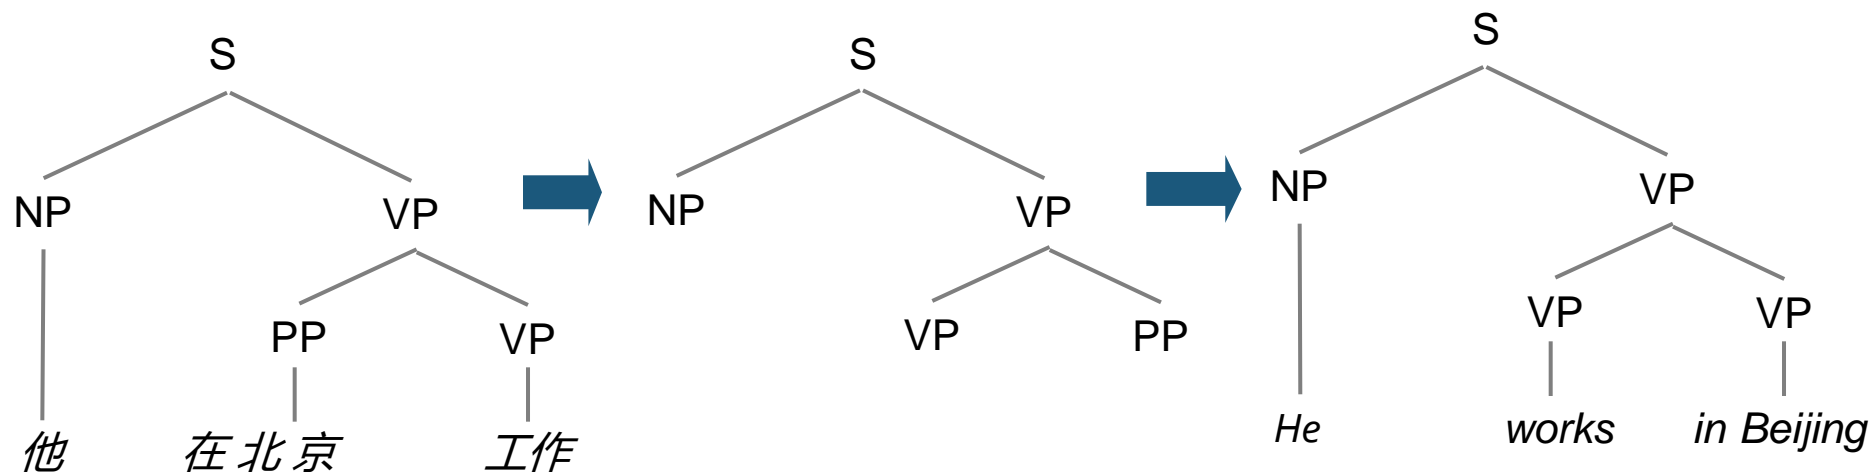 S
NP VP
PP VP
他 在北京 工作
S
NP VP
VP PP
S
NP VP
VP VP
He works in Beijing